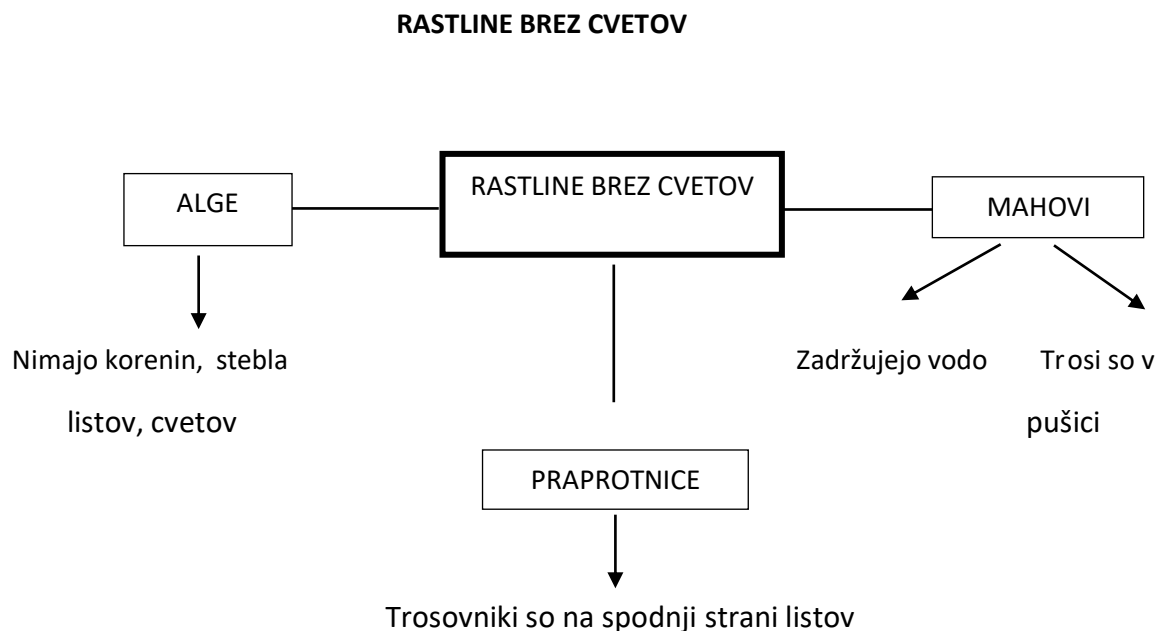 RASTLINE BREZ CVETOV
RASTLINE BREZ CVETOV
ALGE
MAHOVI
Nimajo korenin, stebla
listov, cvetov
Zadržujejo vodo
Trosi so v
pušici
PRAPROTNICE
Trosovniki so na spodnji strani listov